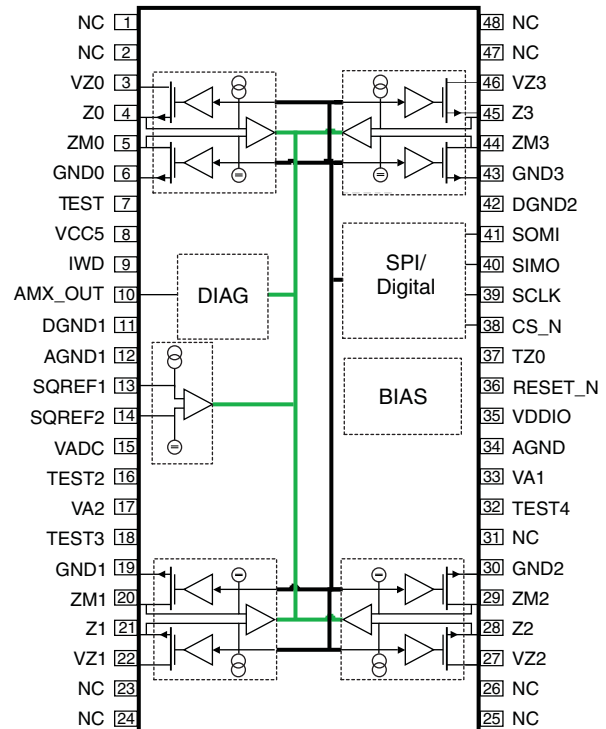 NC 1
NC 2
VZ0 3
Z0 4
ZM0 5
GND0 6
TEST 7
VCC5 8
IWD 9
AMX_OUT 10
DGND1 11
AGND1 12
SQREF1 13
SQREF2 14
VADC 15
TEST2 16
VA2 17
TEST3 18
GND1 19
ZM1 20
Z1 21
VZ1 22
NC 23
NC 24
DIAG
SPI/
Digital
BIAS
48 NC
47 NC
46 VZ3
45 Z3
44 ZM3
43 GND3
42 DGND2
41 SOMI
40 SIMO
39 SCLK
38 CS_N
37 TZ0
36 RESET_N
35 VDDIO
34 AGND
33 VA1
32 TEST4
31 NC
30 GND2
29 ZM2
28 Z2
27 VZ2
26 NC
25 NC